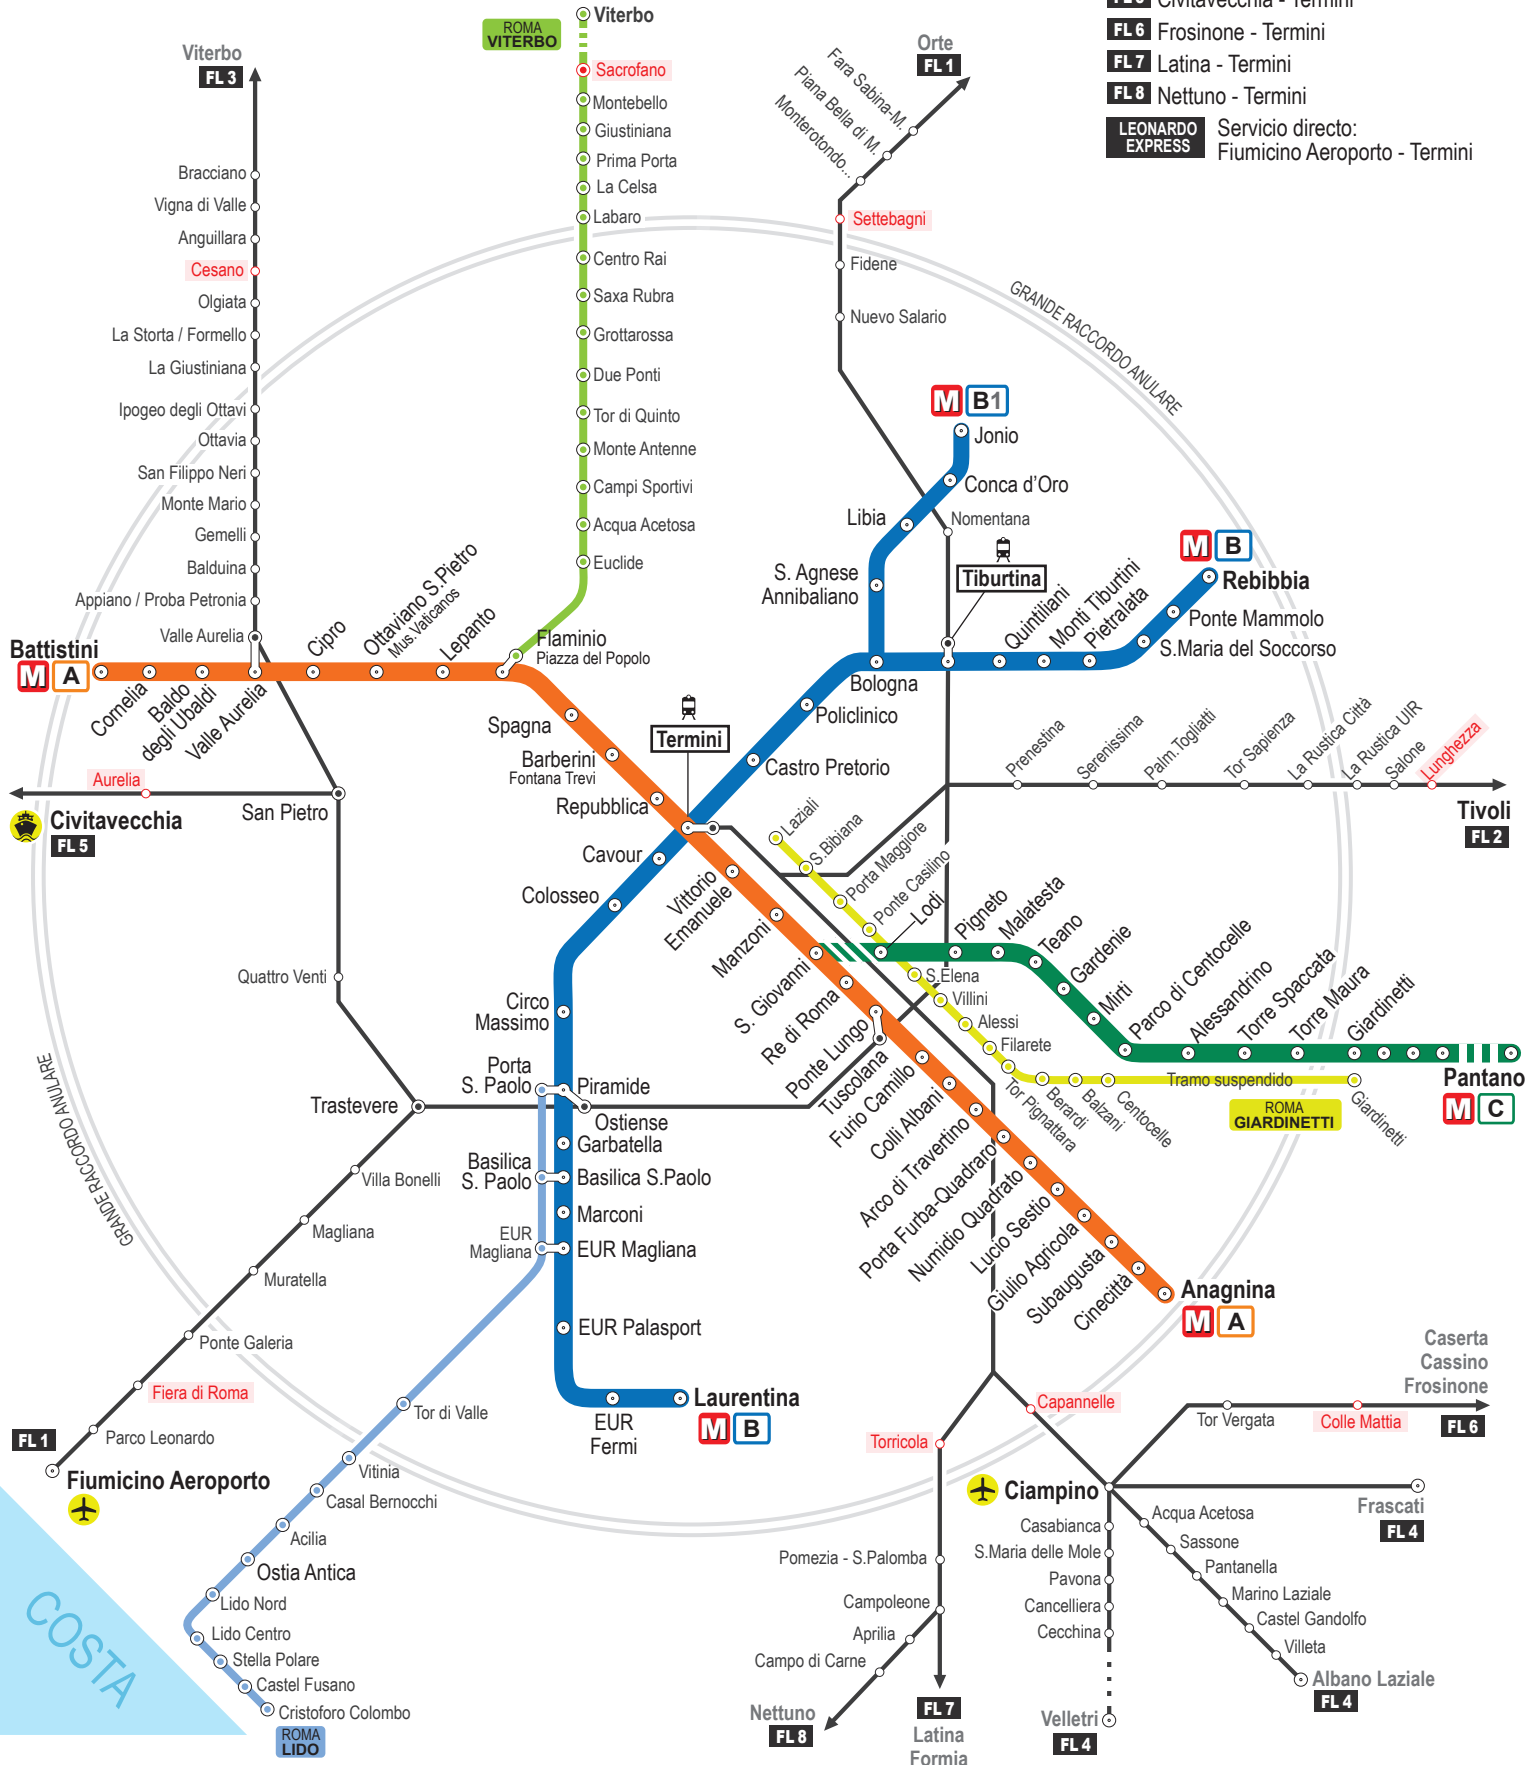 FL 5 Civitavecchia - Termini
FL 6 Frosinone - Termini
FL 7 Latina - Termini
FL 8 Nettuno - Termini
LEONARDO EXPRESS
Servicio directo:
Fiumicino Aeroporto - Termini
Viterbo
FL 3
Bracciano
Vigna di Valle
Anguillara
Cesano
Olgiata
La Storta / Formello
La Giustiniana
Ipogeo degli Ottavi
Ottavia
San Filippo Neri
Monte Mario
Gemelli
Balduina
Appiano / Proba Petronia
Valle Aurelia
ROMA
VITERBO
Viterbo
Sacrofano
Montebello
Giustiniana
Prima Porta
La Celsa
Labaro
Centro Rai
Saxa Rubra
Grottarossa
Due Ponti
Tor di Quinto
Monte Antenne
Campi Sportivi
Acqua Acetosa
Euclide
Flaminio
Piazza del Popolo
Orte
FL 1
Fara Sabina-M.
Piana Bella di M.
Monterotondo...
Settebagni
Fidene
Nuevo Salario
Nomentana
GRANDE RACCORDO ANULARE
M B1
Jonio
Conca d'Oro
Libia
S. Agnese
Annibaliano
Bologna
Tiburtina
Quintiliani
Monti Tiburtini
Pietralata
S.Maria del Soccorso
Ponte Mammolo
Rebibbia
M B
Battistini
M A
Cornelia
Baldo
degli Ubaldi
Valle Aurelia
Cipro
Ottaviano S.Pietro
Mus.Vaticanos
Lepanto
Spagna
Barberini
Fontana Trevi
Repubblica
Termini
Policlinico
Castro Pretorio
Cavour
Colosseo
Circo
Massimo
Piramide
Porta
S. Paolo
Ostiense
Garbatella
Basilica
S. Paolo
Basilica S.Paolo
Marconi
EUR
Magliana
EUR Magliana
EUR Palasport
EUR
Fermi
Laurentina
M B
Aurelia
Civitavecchia
FL 5
San Pietro
Quattro Venti
Trastevere
Villa Bonelli
Magliana
Muratella
Ponte Galeria
Fiera di Roma
Parco Leonardo
FL 1
Fiumicino Aeroporto
GRANDE RACCORDO ANULARE
Prenestina
Serenissima
Palm.Togliatti
Tor Sapienza
La Rustica Città
La Rustica UIR
Salone
Lunghezza
Tivoli
FL 2
Laziali
S.Bibiana
Porta Maggiore
Ponte Casilino
S.Elena
Villini
Alessi
Filarete
Tor Pignattara
Berardi
Balzani
Centocelle
Tramo suspendido
Giardinetti
ROMA
GIARDINETTI
Lodi
Pigneto
Malatesta
Teano
Gardenie
Mirti
Parco di Centocelle
Alessandrino
Torre Spaccata
Torre Maura
Giardinetti
Pantano
M C
Vittorio
Emanuele
Manzoni
S. Giovanni
Re di Roma
Ponte Lungo
Tuscolana
Furio Camillo
Colli Albani
Arco di Travertino
Porta Furba-Quadraro
Numidio Quadrato
Lucio Sestio
Giulio Agricola
Subaugusta
Cinecittà
Anagnina
M A
Tor di Valle
Vitinia
Casal Bernocchi
Acilia
Ostia Antica
Lido Nord
Lido Centro
Stella Polare
Castel Fusano
Cristoforo Colombo
ROMA
LIDO
COSTA
Capannelle
Torricola
Ciampino
Tor Vergata
Colle Mattia
Caserta
Cassino
Frosinone
FL 6
Frascati
FL 4
Acqua Acetosa
Sassone
Pantanella
Marino Laziale
Castel Gandolfo
Villeta
Albano Laziale
FL 4
Casabianca
S.Maria delle Mole
Pavona
Cancelliera
Cecchina
Velletri
FL 4
Pomezia - S.Palomba
Campoleone
Aprilia
Campo di Carne
Nettuno
FL 8
FL 7
Latina
Formia